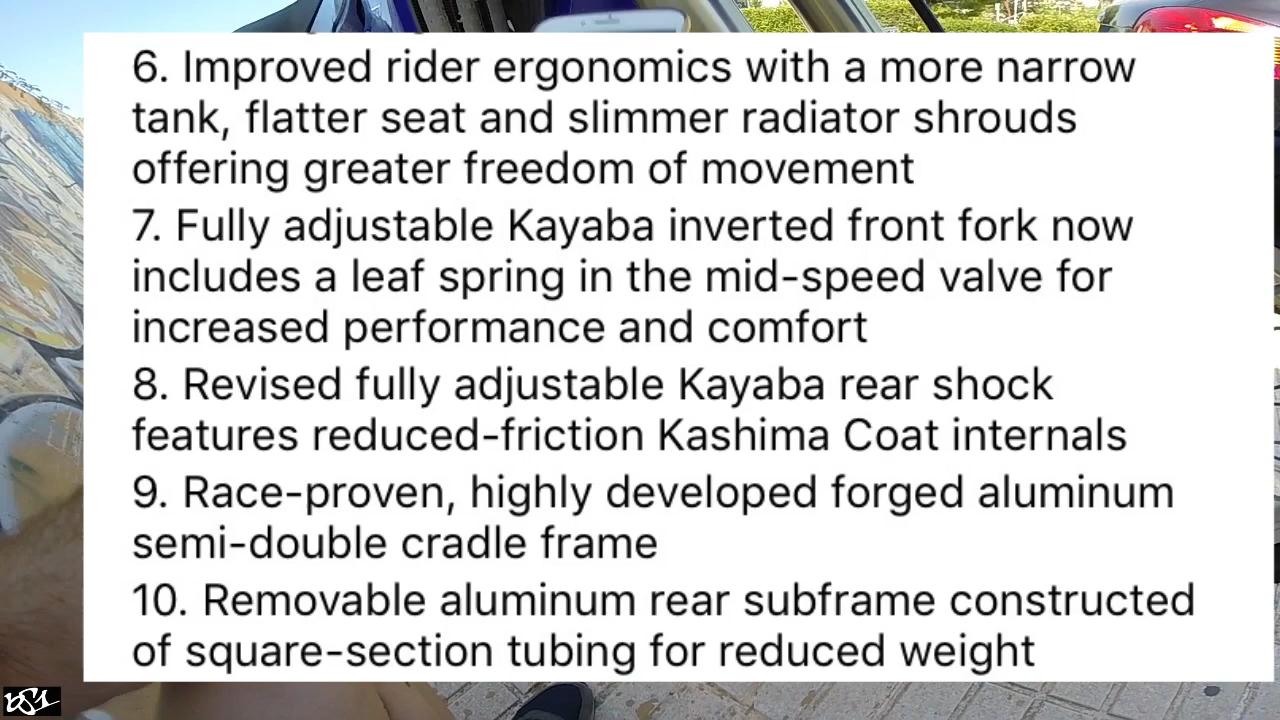 6. Improved rider ergonomics with a more narrow
tank, flatter seat and slimmer radiator shrouds
offering greater freedom of movement
7. Fully adjustable Kayaba inverted front fork now
includes a leaf spring in the mid-speed valve for
increased performance and comfort
8. Revised fully adjustable Kayaba rear shock
features reduced-friction Kashima Coat internals
9. Race-proven, highly developed forged aluminum
semi-double cradle frame
10. Removable aluminum rear subframe constructed
of square-section tubing for reduced weight